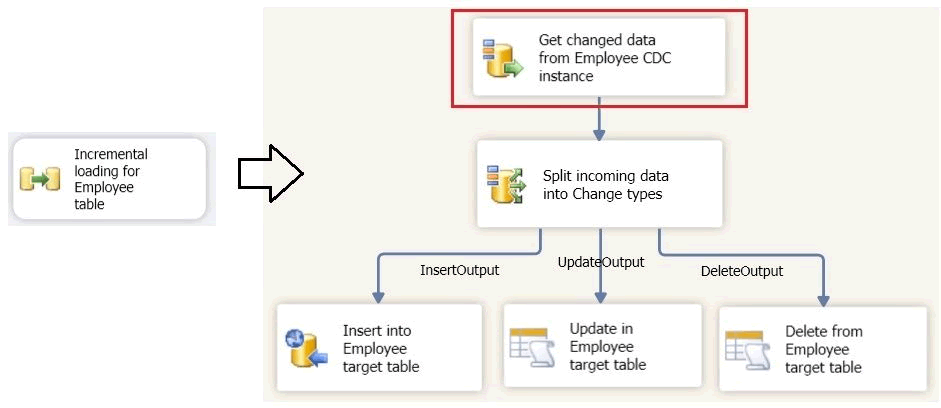 Get changed data
from Employee CDC
instance
Incremental
loading for
Employee
table
Split incoming data
into Change types
InsertOutput
UpdateOutput
DeleteOutput
Insert into
Employee
target table
Update in
Employee
target table
Delete from
Employee
target table